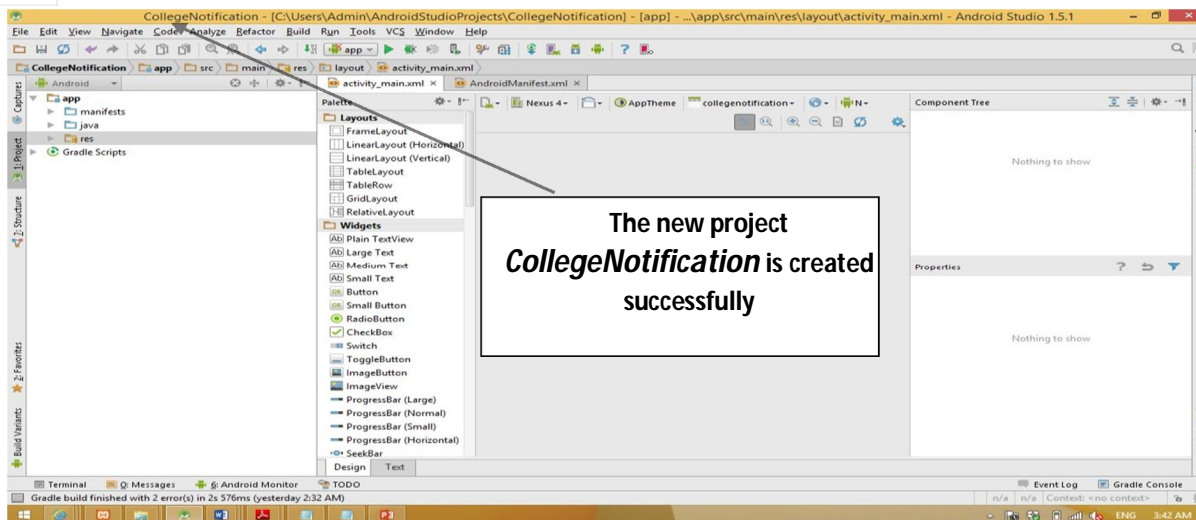 CollegeNotification - [C:\Users\Admin\AndroidStudioProjects\CollegeNotification] - [app] - ...\app\src\main\res\layout\activity_main.xml - Android Studio 1.5.1
File Edit View Navigate Code Analyze Refactor Build Run Tools VCS Window Help
app
CollegeNotification app src main res layout activity_main.xml
Android
activity_main.xml × AndroidManifest.xml ×
Captures
1: Project
2: Structure
2: Favorites
Build Variants
app
manifests
java
res
Gradle Scripts
Palette
Nexus 4 AppTheme collegenotification N
Layouts
FrameLayout
LinearLayout (Horizontal)
LinearLayout (Vertical)
TableLayout
TableRow
GridLayout
RelativeLayout
Widgets
Ab Plain TextView
Ab Large Text
Ab Medium Text
Ab Small Text
OK Button
OK Small Button
RadioButton
CheckBox
Switch
ToggleButton
ImageButton
ImageView
ProgressBar (Large)
ProgressBar (Normal)
ProgressBar (Small)
ProgressBar (Horizontal)
SeekBar
Design Text
The new project
CollegeNotification is created
successfully
Component Tree
Nothing to show
Properties
Nothing to show
Terminal 0: Messages 6: Android Monitor TODO
Event Log Gradle Console
Gradle build finished with 2 error(s) in 2s 576ms (yesterday 2:32 AM)
n/a n/a Context: <no context>
ENG 3:42 AM